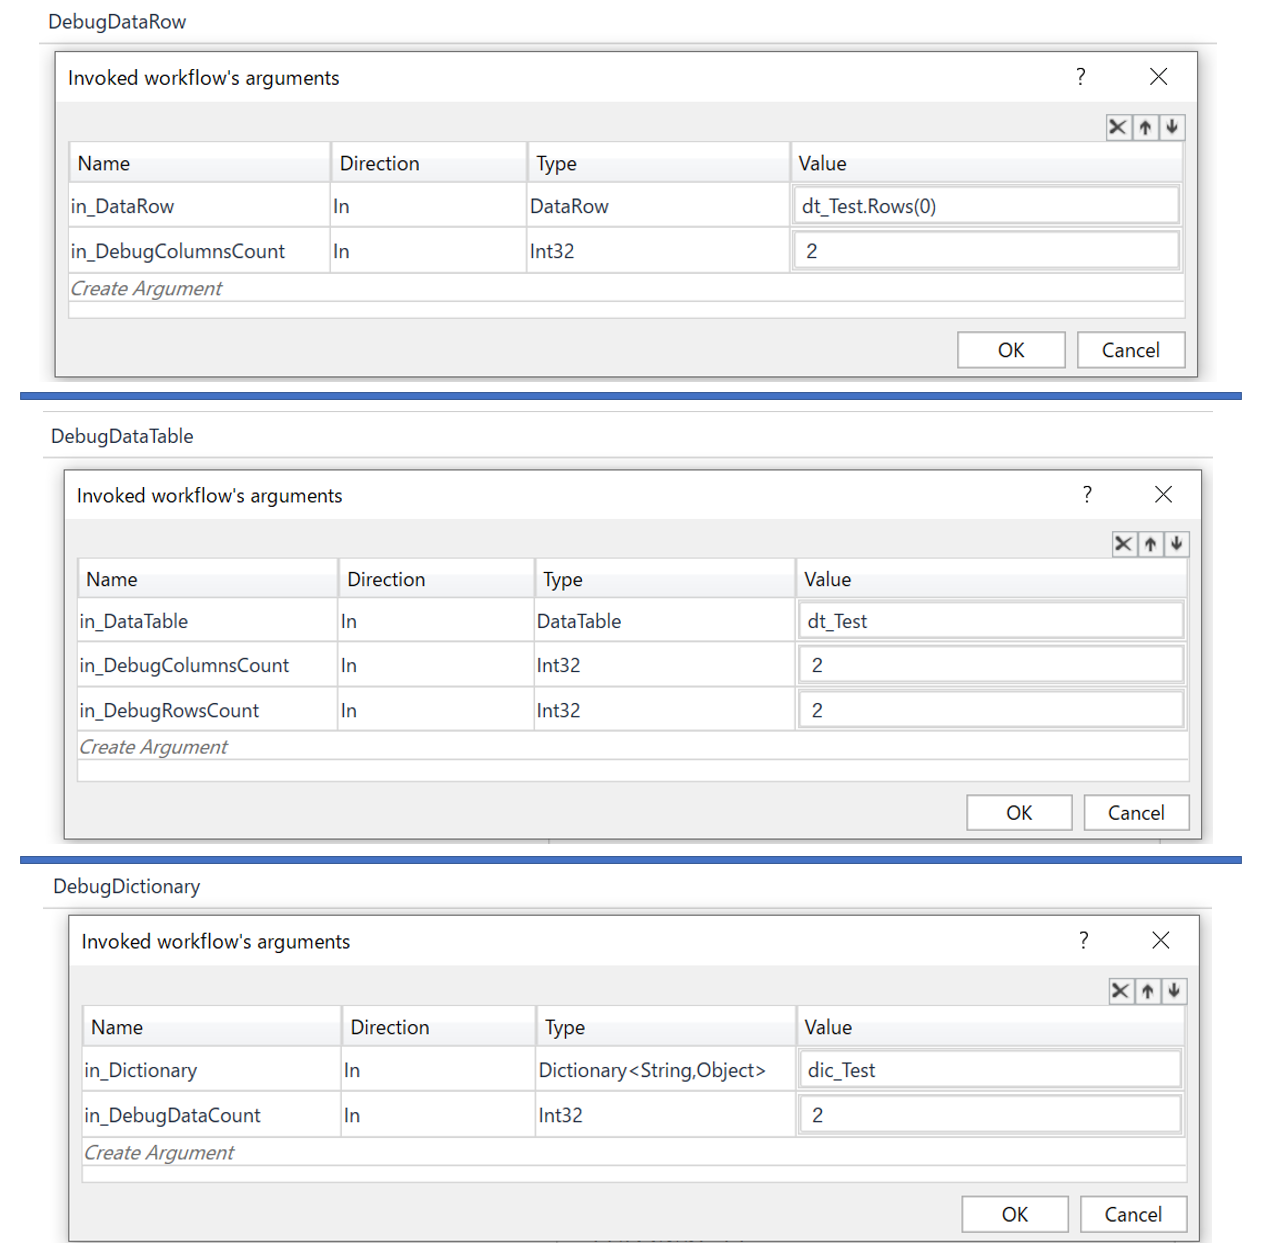 DebugDataRow
Invoked workflow's arguments ?
Name Direction Type Value
in_DataRow In DataRow dt_Test.Rows(0)
in_DebugColumnsCount In Int32 2
Create Argument
OK Cancel
DebugDataTable
Invoked workflow's arguments ?
Name Direction Type Value
in_DataTable In DataTable dt_Test
in_DebugColumnsCount In Int32 2
in_DebugRowsCount In Int32 2
Create Argument
OK Cancel
DebugDictionary
Invoked workflow's arguments ?
Name Direction Type Value
in_Dictionary In Dictionary<String,Object> dic_Test
in_DebugDataCount In Int32 2
Create Argument
OK Cancel